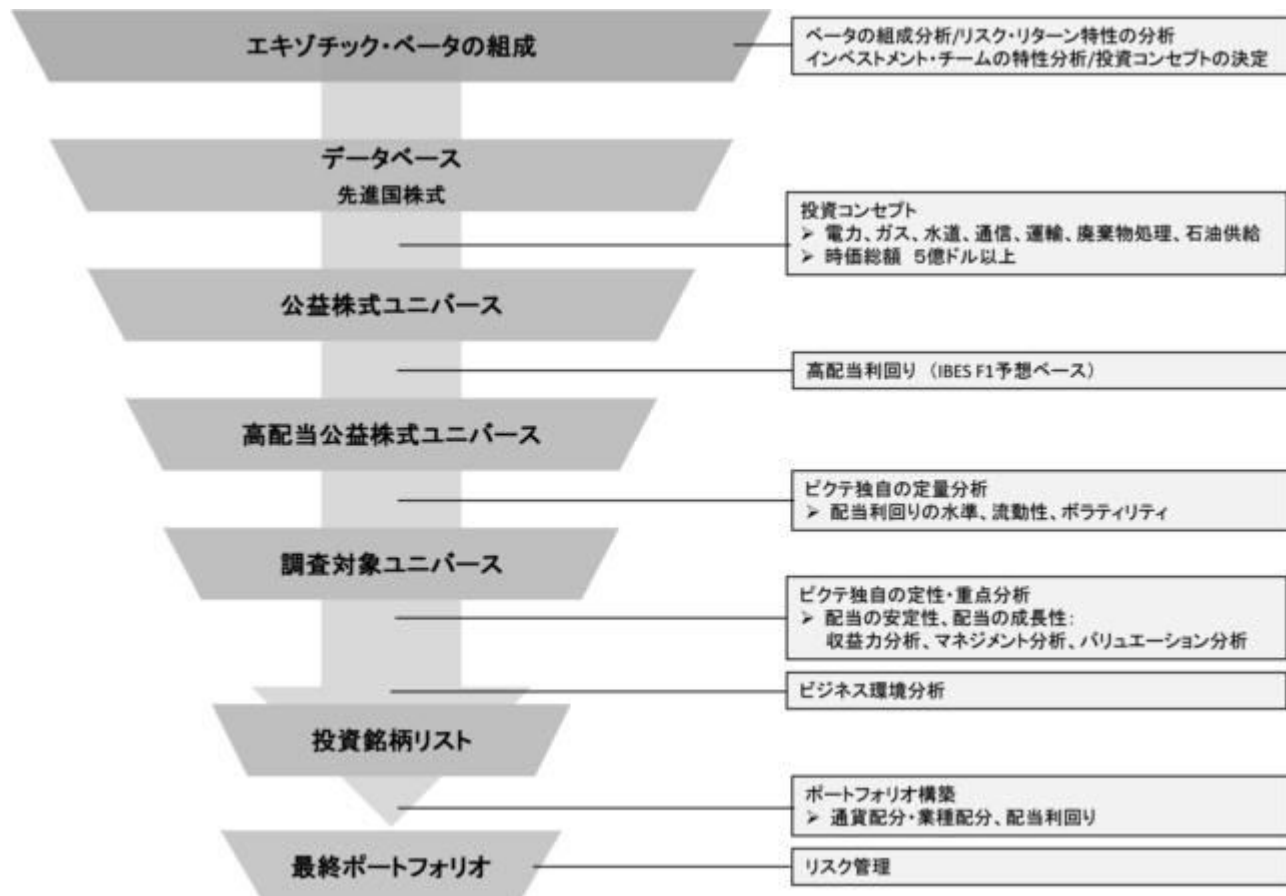 エキゾチック・ベータの組成
ベータの組成分析/リスク・リターン特性の分析
インベストメント・チームの特性分析/投資コンセプトの決定
データベース
先進国株式
投資コンセプト
➢ 電力、ガス、水道、通信、運輸、廃棄物処理、石油供給
➢ 時価総額 5億ドル以上
公益株式ユニバース
高配当利回り (IBES F1予想ベース)
高配当公益株式ユニバース
ピクテ独自の定量分析
➢ 配当利回りの水準、流動性、ボラティリティ
調査対象ユニバース
ピクテ独自の定性・重点分析
➢ 配当の安定性、配当の成長性:
収益力分析、マネジメント分析、バリュエーション分析
ビジネス環境分析
投資銘柄リスト
ポートフォリオ構築
➢ 通貨配分・業種配分、配当利回り
最終ポートフォリオ
リスク管理